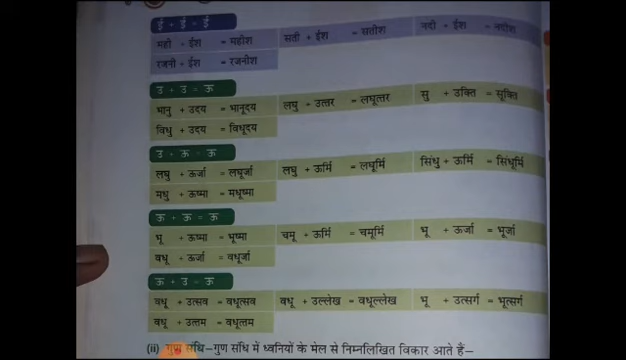 ई + ई = ई
मही + ईश = महीश सती + ईश = सतीश नदी + ईश = नदीश
रजनी + ईश = रजनीश
उ + उ = ऊ
भानु + उदय = भानूदय लघु + उत्तर = लघूत्तर सु + उक्ति = सूक्ति
विधु + उदय = विधूदय
उ + ऊ = ऊ
लघु + ऊर्जा = लघूर्जा लघु + ऊर्मि = लघूर्मि सिंधु + ऊर्मि = सिंधूर्मि
मधु + ऊष्मा = मधूष्मा
ऊ + ऊ = ऊ
भू + ऊष्मा = भूष्मा चमू + ऊर्मि = चमूर्मि भू + ऊर्जा = भूर्जा
वधू + ऊर्जा = वधूर्जा
ऊ + उ = ऊ
वधू + उत्सव = वधूत्सव वधू + उल्लेख = वधूल्लेख भू + उत्सर्ग = भूत्सर्ग
वधू + उत्तम = वधूत्तम
(ii) गुण संधि–गुण संधि में ध्वनियों के मेल से निम्नलिखित विकार आते हैं–